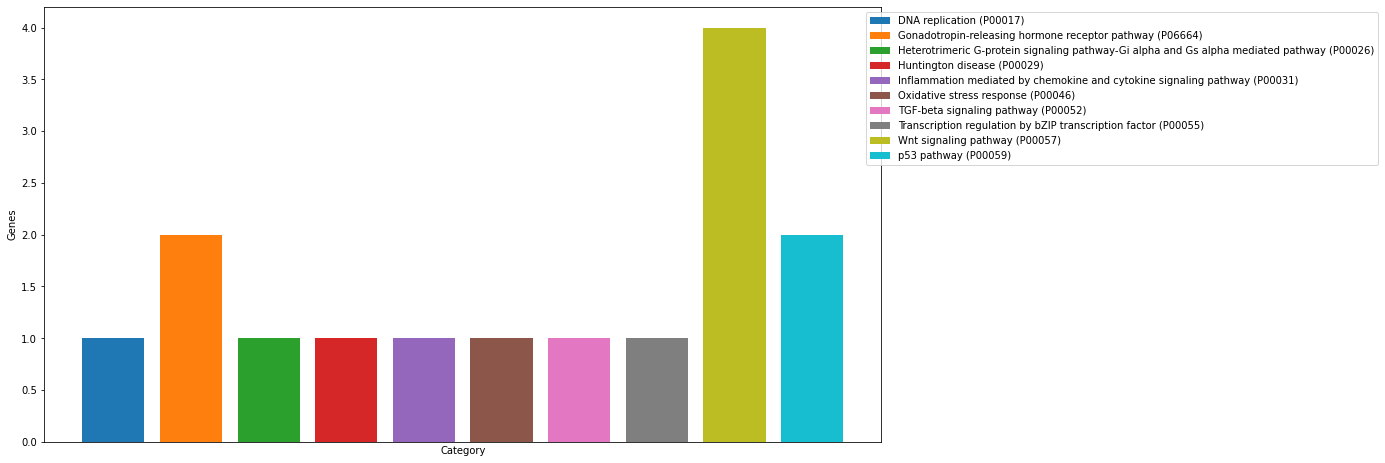 4.0
3.5
3.0
2.5
2.0
1.5
1.0
0.5
0.0
Genes
Category
DNA replication (P00017)
Gonadotropin-releasing hormone receptor pathway (P06664)
Heterotrimeric G-protein signaling pathway-Gi alpha and Gs alpha mediated pathway (P00026)
Huntington disease (P00029)
Inflammation mediated by chemokine and cytokine signaling pathway (P00031)
Oxidative stress response (P00046)
TGF-beta signaling pathway (P00052)
Transcription regulation by bZIP transcription factor (P00055)
Wnt signaling pathway (P00057)
p53 pathway (P00059)